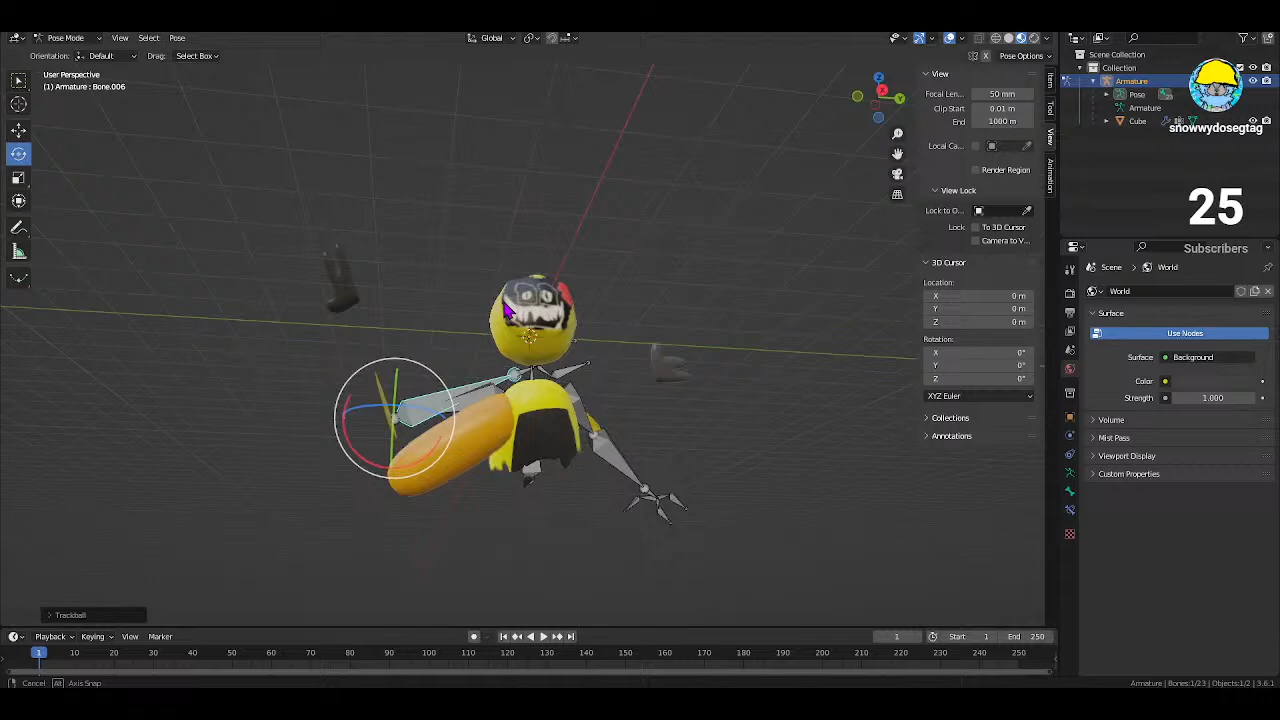 Pose Mode View Select Pose Global
Orientation: Default Drag: Select Box Pose Options
User Perspective
(1) Armature : Bone.006
Z
X
Y
View
Focal Len... 50 mm
Clip Start 0.01 m
End 1000 m
Local Ca...
Render Region
View Lock
Lock to O...
Lock To 3D Cursor
Camera to V...
3D Cursor
Location:
X 0 m
Y 0 m
Z 0 m
Rotation:
X 0°
Y 0°
Z 0°
XYZ Euler
Collections
Annotations
Item
Tool
View
Animation
Scene Collection
Collection
Armature
Pose
Armature
Cube
snowwydosegtag
25
Subscribers
Scene World
World
Surface
Use Nodes
Surface Background
Color
Strength 1.000
Volume
Mist Pass
Viewport Display
Custom Properties
Trackball
Playback Keying View Marker 1 Start 1 End 250
1 10 20 30 40 50 60 70 80 90 100 110 120 130 140 150 160 170 180 190 200 210 220 230 240 250
Cancel Alt Axis Snap Armature | Bones:1/23 | Objects:1/2 | 3.6.1